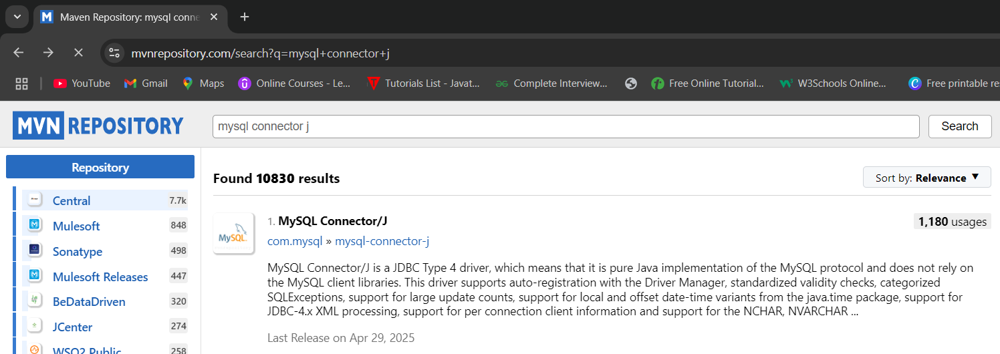 Maven Repository: mysql conne
mvnrepository.com/search?q=mysql+connector+j
YouTube
Gmail
Maps
Online Courses - Le...
Tutorials List - Javat...
Complete Interview...
Free Online Tutorial...
W3Schools Online...
Free printable re
MVN REPOSITORY
mysql connector j
Search
Repository
Central 7.7k
Mulesoft 848
Sonatype 498
Mulesoft Releases 447
BeDataDriven 320
JCenter 274
WSO2 Public 258
Found 10830 results
Sort by: Relevance ▼
MySQL
1. MySQL Connector/J
1,180 usages
com.mysql » mysql-connector-j
MySQL Connector/J is a JDBC Type 4 driver, which means that it is pure Java implementation of the MySQL protocol and does not rely on
the MySQL client libraries. This driver supports auto-registration with the Driver Manager, standardized validity checks, categorized
SQLExceptions, support for large update counts, support for local and offset date-time variants from the java.time package, support for
JDBC-4.x XML processing, support for per connection client information and support for the NCHAR, NVARCHAR ...
Last Release on Apr 29, 2025